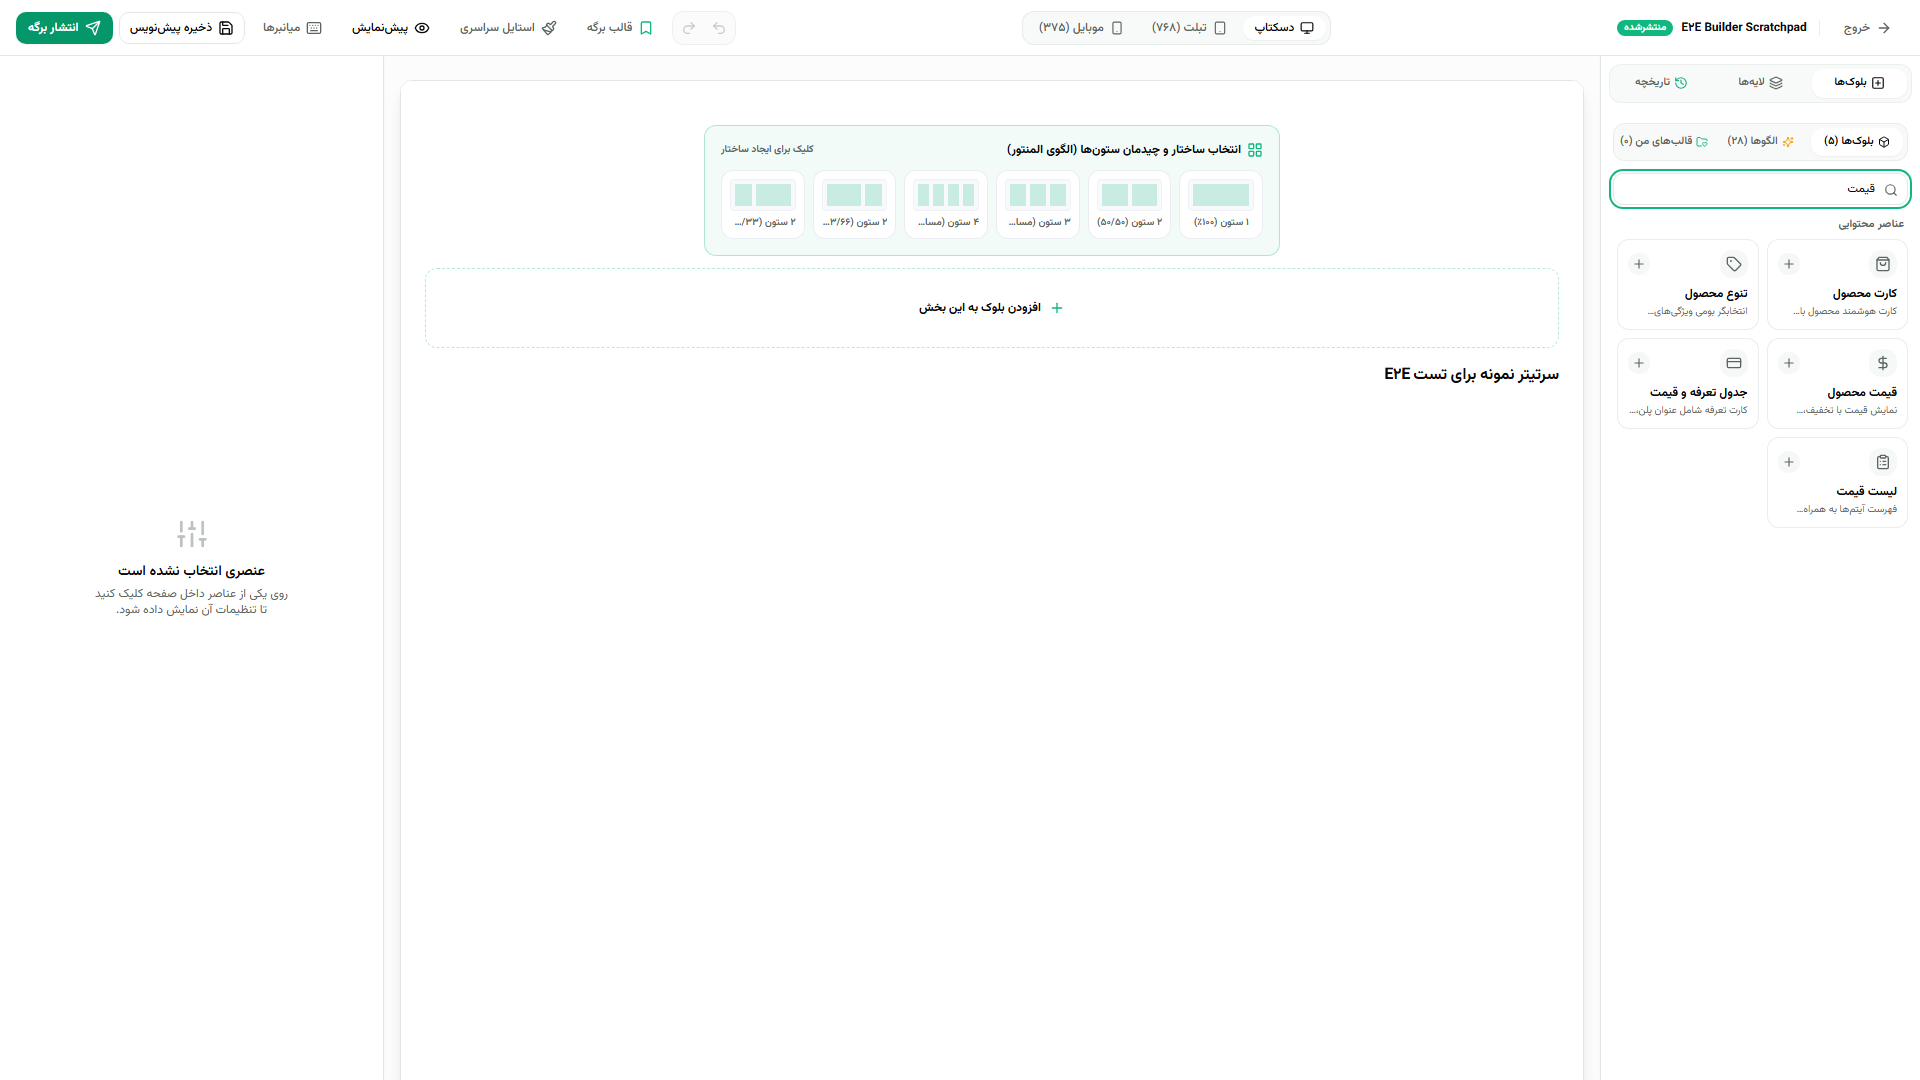 خروج
E۲E Builder Scratchpad
منتشرشده
دسکتاپ
تبلت (۷۶۸)
موبایل (۳۷۵)
قالب برگه
استایل سراسری
پیش‌نمایش
میانبرها
ذخیره پیش‌نویس
انتشار برگه
بلوک‌ها
لایه‌ها
تاریخچه
بلوک‌ها (۵)
الگوها (۲۸)
قالب‌های من (۰)
قیمت
عناصر محتوایی
کارت محصول
کارت هوشمند محصول با...
تنوع محصول
انتخابگر بومی ویژگی‌های...
قیمت محصول
نمایش قیمت با تخفیف،...
جدول تعرفه و قیمت
کارت تعرفه شامل عنوان پلن،...
لیست قیمت
فهرست آیتم‌ها به همراه...
انتخاب ساختار و چیدمان ستون‌ها (الگوی المنتور)
کلیک برای ایجاد ساختار
۱ ستون (۱۰۰٪)
۲ ستون (۵۰/۵۰)
۳ ستون (مسا...
۴ ستون (مسا...
۲ ستون (۳/۶۶...
۲ ستون (۳۳/...
افزودن بلوک به این بخش
سرتیتر نمونه برای تست E۲E
عنصری انتخاب نشده است
روی یکی از عناصر داخل صفحه کلیک کنید
تا تنظیمات آن نمایش داده شود.